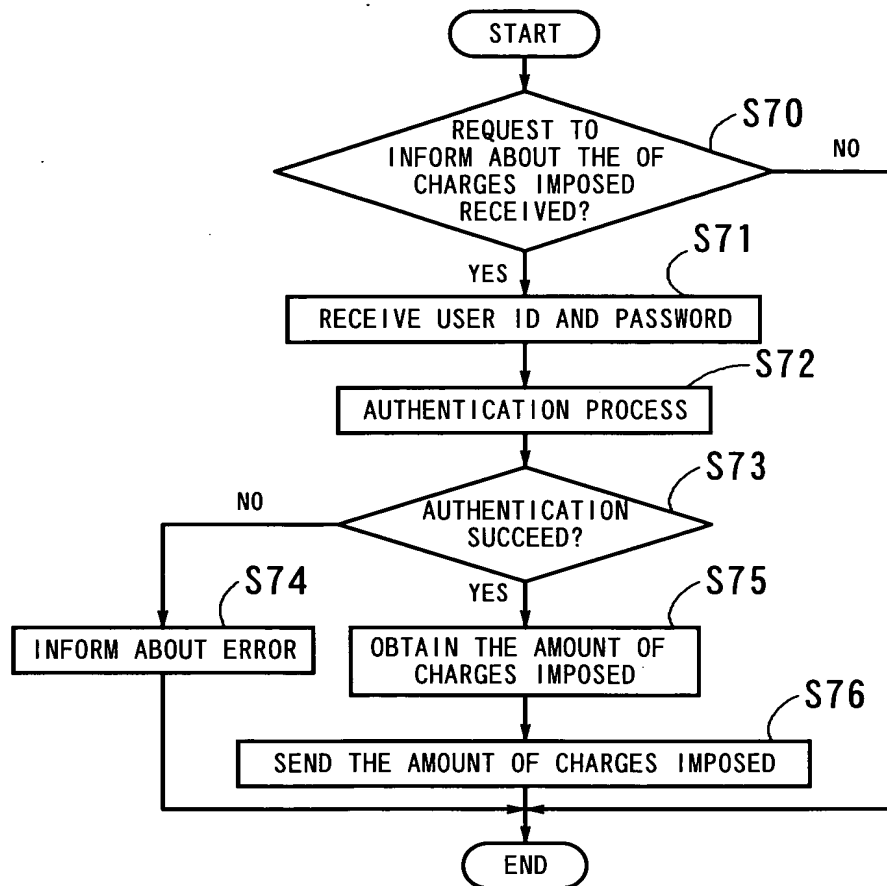 START
S70
REQUEST TO
INFORM ABOUT THE OF
CHARGES IMPOSED
RECEIVED?
NO
YES
S71
RECEIVE USER ID AND PASSWORD
S72
AUTHENTICATION PROCESS
S73
AUTHENTICATION
SUCCEED?
NO
YES
S74
INFORM ABOUT ERROR
S75
OBTAIN THE AMOUNT OF
CHARGES IMPOSED
S76
SEND THE AMOUNT OF CHARGES IMPOSED
END